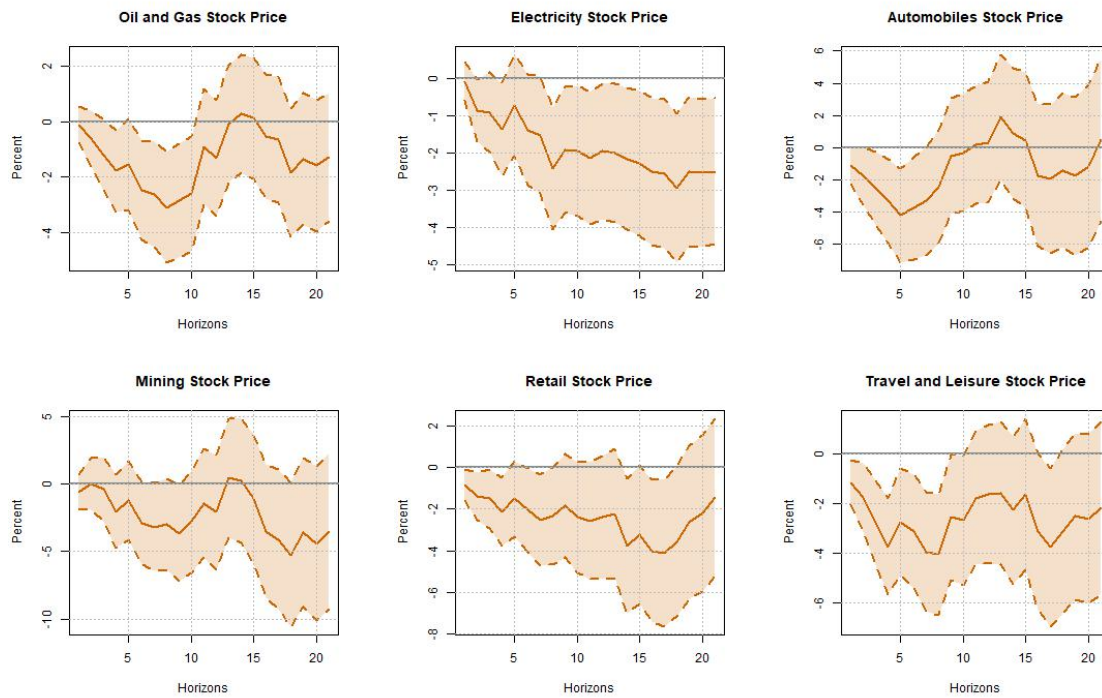 Oil and Gas Stock Price
Percent
2
0
-2
-4
5 10 15 20
Horizons
Electricity Stock Price
Percent
0
-1
-2
-3
-4
-5
5 10 15 20
Horizons
Automobiles Stock Price
Percent
6
4
2
0
-2
-4
-6
5 10 15 20
Horizons
Mining Stock Price
Percent
5
0
-5
-10
5 10 15 20
Horizons
Retail Stock Price
Percent
2
0
-2
-4
-6
-8
5 10 15 20
Horizons
Travel and Leisure Stock Price
Percent
0
-2
-4
-6
5 10 15 20
Horizons